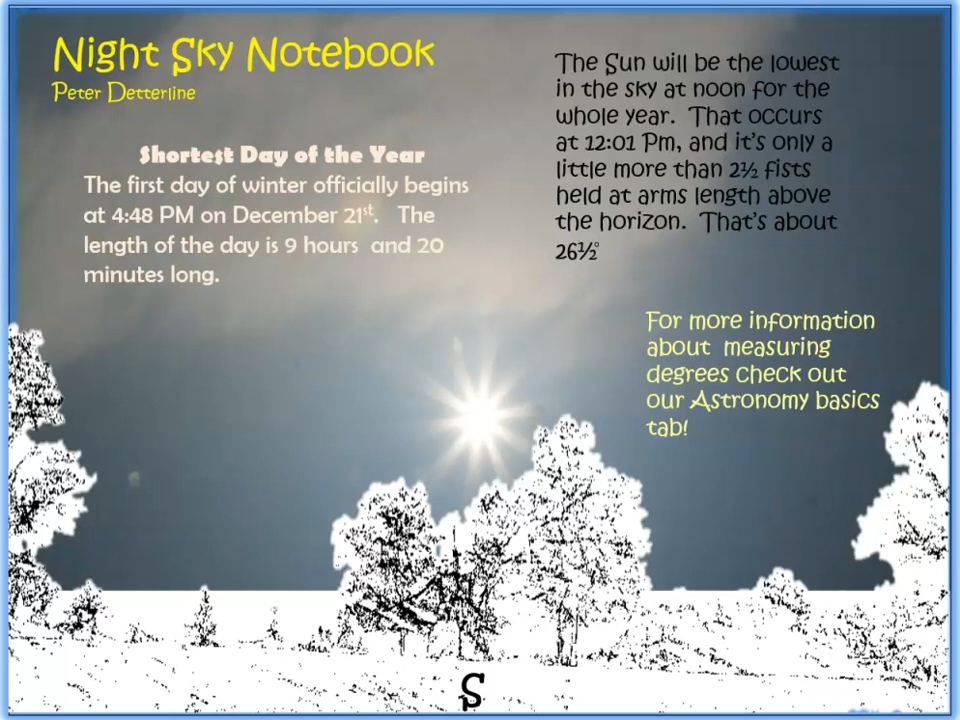 Night Sky Notebook
Peter Detterline
Shortest Day of the Year
The first day of winter officially begins
at 4:48 PM on December 21st. The
length of the day is 9 hours and 20
minutes long.
The Sun will be the lowest
in the sky at noon for the
whole year. That occurs
at 12:01 Pm, and it's only a
little more than 2½ fists
held at arms length above
the horizon. That's about
26½°
For more information
about measuring
degrees check out
our Astronomy basics
tab!
S